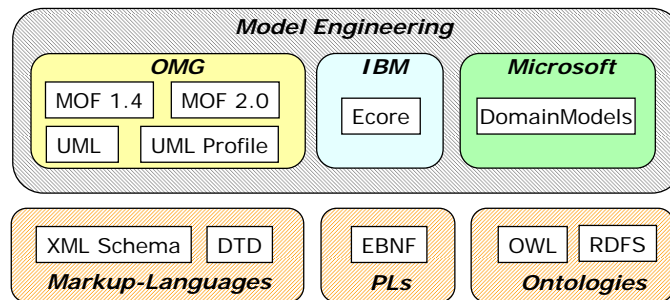 Model Engineering
OMG IBM Microsoft
MOF 1.4 MOF 2.0 Ecore DomainModels
UML UML Profile
XML Schema DTD EBNF OWL RDFS
Markup-Languages PLs Ontologies